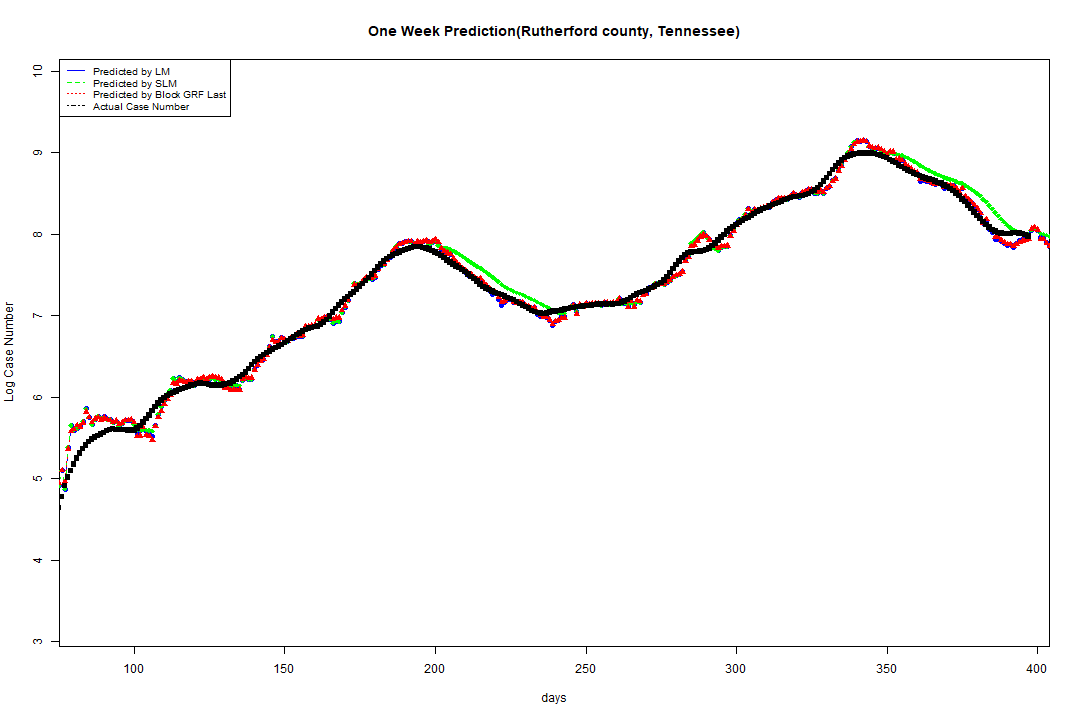 One Week Prediction(Rutherford county, Tennessee)
Predicted by LM
Predicted by SLM
Predicted by Block GRF Last
Actual Case Number
10
9
8
7
6
5
4
3
Log Case Number
100 150 200 250 300 350 400
days